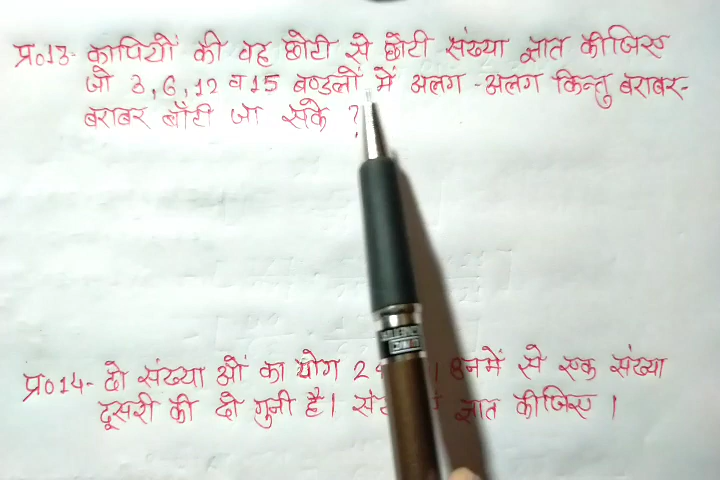 प्र०13- कापियों की वह छोटी से छोटी संख्या ज्ञात कीजिए
जो 3, 6, 12 व 15 बण्डलों में अलग -अलग किन्तु बराबर-
बराबर बाँटी जा सके ?
प्र०14- दो संख्या ओं का योग 2 । उनमें से एक संख्या
दूसरी की दो गुनी है। ज्ञात कीजिए ।